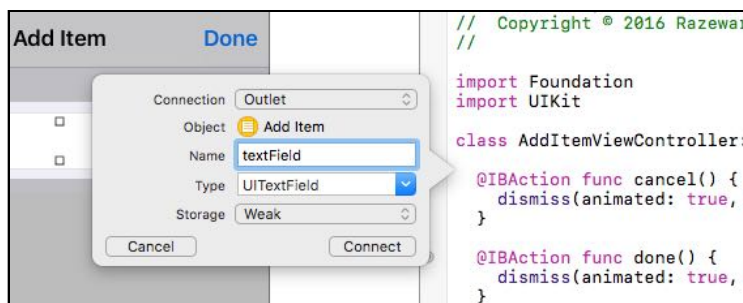 Add Item
Done
Connection Outlet
Object Add Item
Name textField
Type UITextField
Storage Weak
Cancel
Connect
// Copyright © 2016 Razewar
//
import Foundation
import UIKit
class AddItemViewController:
@IBAction func cancel() {
dismiss(animated: true,
}
@IBAction func done() {
dismiss(animated: true,
}